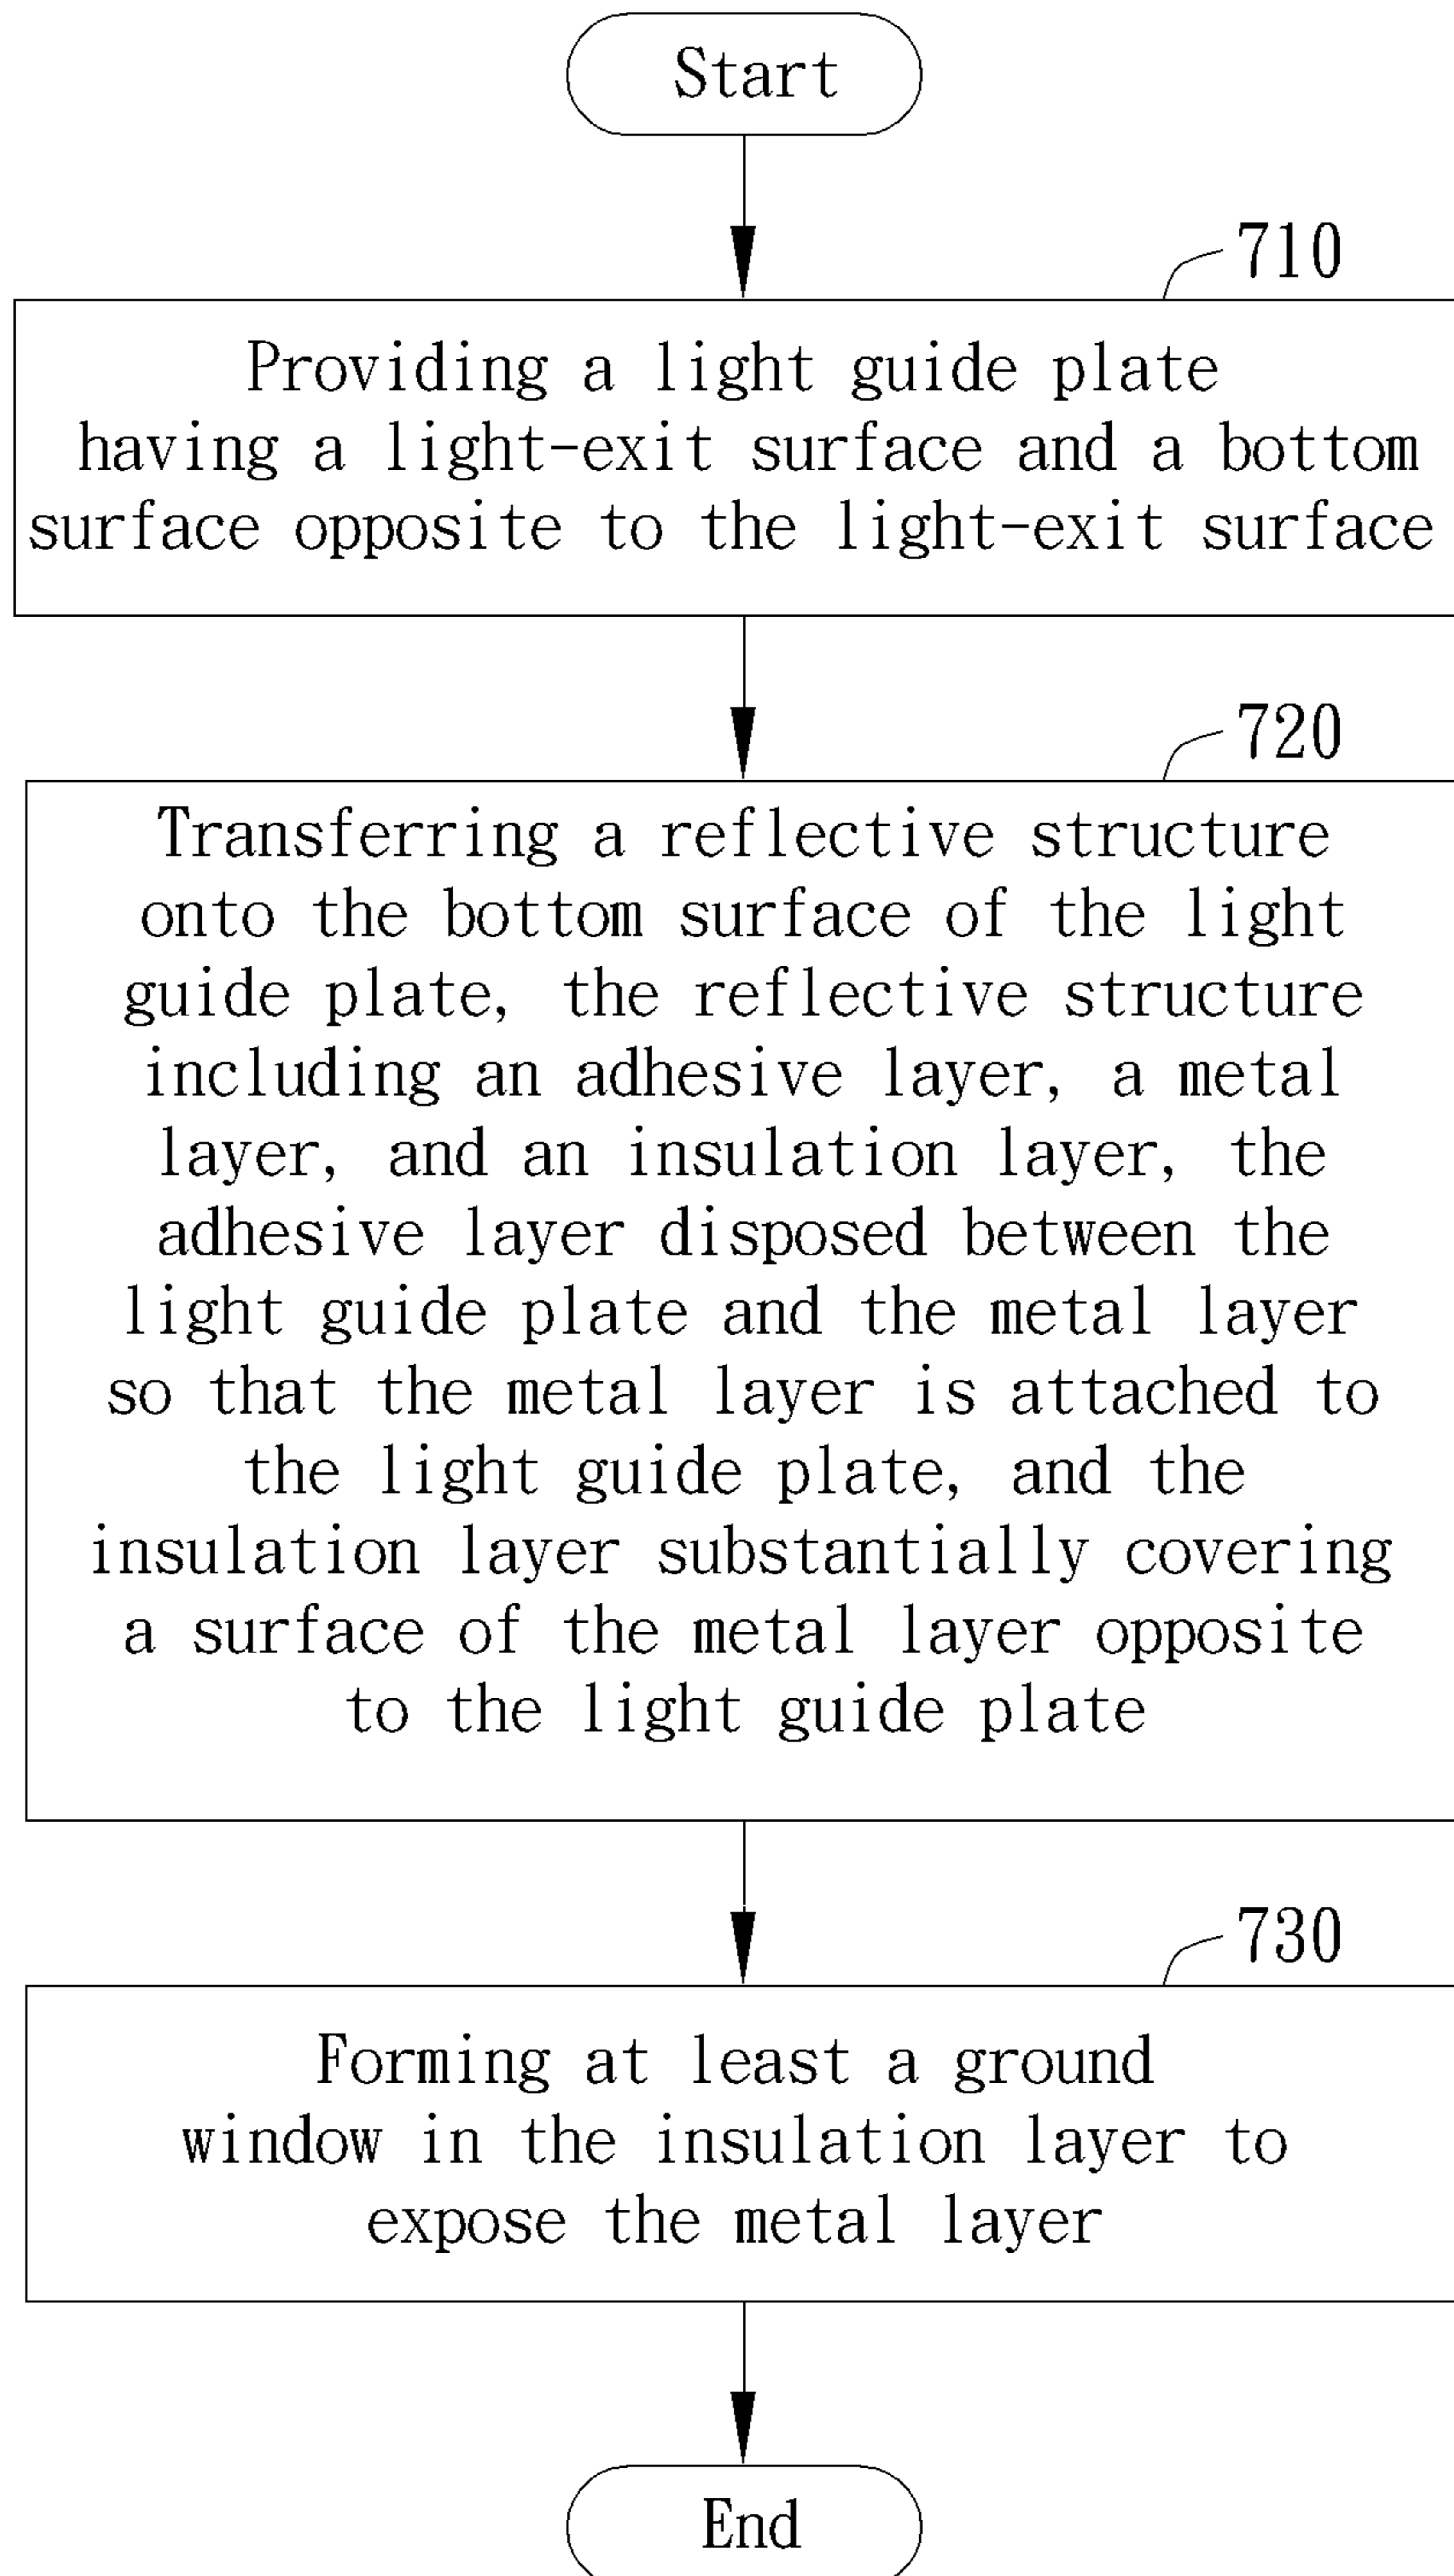 Start
710
Providing a light guide plate
having a light-exit surface and a bottom
surface opposite to the light-exit surface
720
Transferring a reflective structure
onto the bottom surface of the light
guide plate, the reflective structure
including an adhesive layer, a metal
layer, and an insulation layer, the
adhesive layer disposed between the
light guide plate and the metal layer
so that the metal layer is attached to
the light guide plate, and the
insulation layer substantially covering
a surface of the metal layer opposite
to the light guide plate
730
Forming at least a ground
window in the insulation layer to
expose the metal layer
End